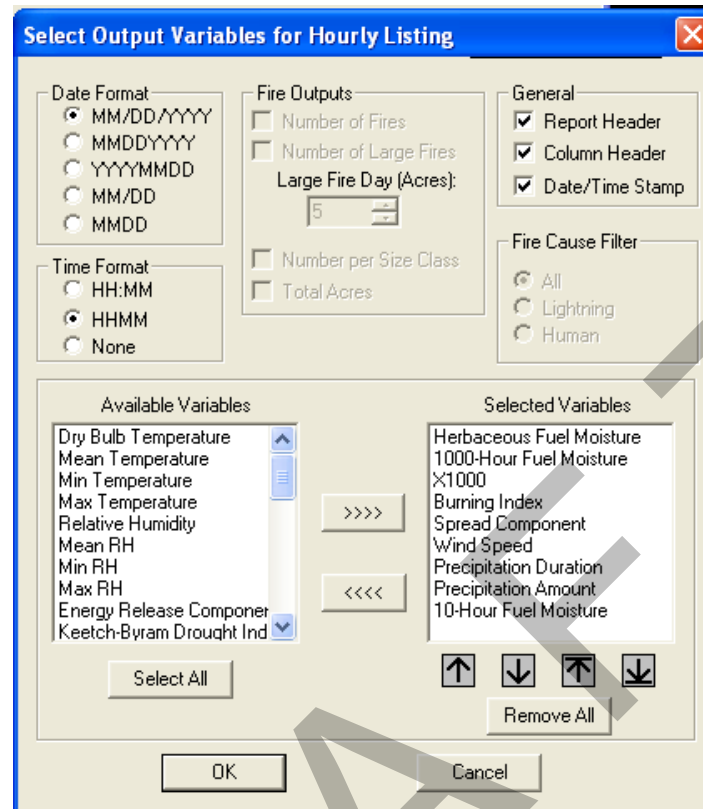 Select Output Variables for Hourly Listing
Date Format
MM/DD/YYYY
MMDDYYYY
YYYYMMDD
MM/DD
MMDD
Time Format
HH:MM
HHMM
None
Fire Outputs
Number of Fires
Number of Large Fires
Large Fire Day (Acres):
5
Number per Size Class
Total Acres
General
Report Header
Column Header
Date/Time Stamp
Fire Cause Filter
All
Lightning
Human
Available Variables
Dry Bulb Temperature
Mean Temperature
Min Temperature
Max Temperature
Relative Humidity
Mean RH
Min RH
Max RH
Energy Release Componer
Keetch-Byram Drought Ind
Select All
>>>>
<<<<
Selected Variables
Herbaceous Fuel Moisture
1000-Hour Fuel Moisture
X1000
Burning Index
Spread Component
Wind Speed
Precipitation Duration
Precipitation Amount
10-Hour Fuel Moisture
Remove All
OK
Cancel